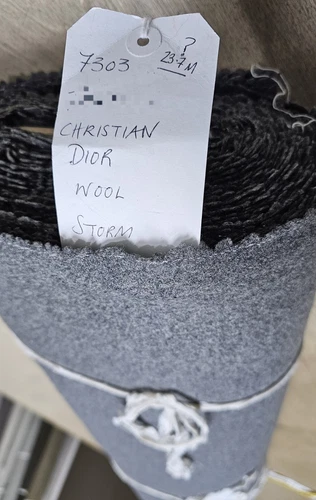 7303 ?
23.7M
CHRISTIAN
DIOR
WOOL
STORM